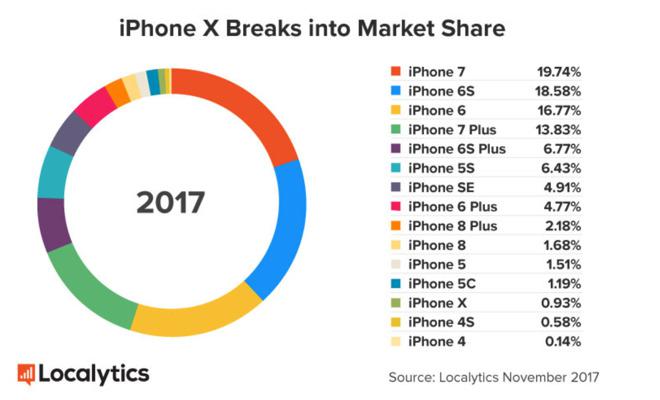 iPhone X Breaks into Market Share
2017
iPhone 7 19.74%
iPhone 6S 18.58%
iPhone 6 16.77%
iPhone 7 Plus 13.83%
iPhone 6S Plus 6.77%
iPhone 5S 6.43%
iPhone SE 4.91%
iPhone 6 Plus 4.77%
iPhone 8 Plus 2.18%
iPhone 8 1.68%
iPhone 5 1.51%
iPhone 5C 1.19%
iPhone X 0.93%
iPhone 4S 0.58%
iPhone 4 0.14%
Localytics
Source: Localytics November 2017